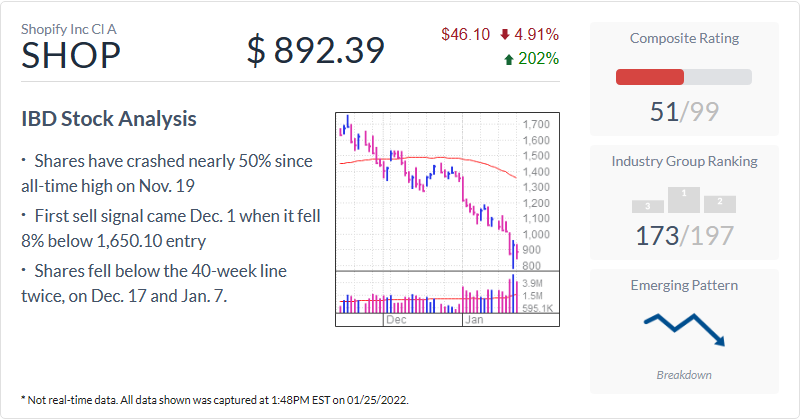 Shopify Inc Cl A
SHOP
$ 892.39
$46.10 4.91%
202%
IBD Stock Analysis
· Shares have crashed nearly 50% since
all-time high on Nov. 19
· First sell signal came Dec. 1 when it fell
8% below 1,650.10 entry
· Shares fell below the 40-week line
twice, on Dec. 17 and Jan. 7.
1,700
1,600
1,500
1,400
1,300
1,200
1,100
1,000
900
800
3.9M
1.5M
595.1K
Dec Jan
Composite Rating
51/99
Industry Group Ranking
3 1 2
173/197
Emerging Pattern
Breakdown
* Not real-time data. All data shown was captured at 1:48PM EST on 01/25/2022.